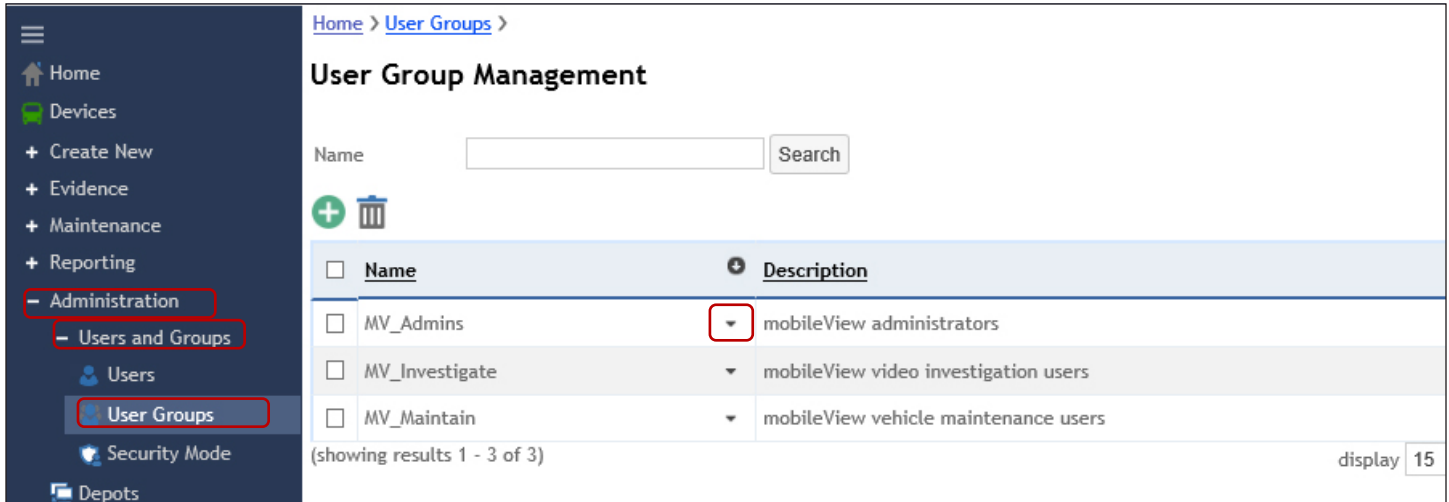 Home
Devices
+ Create New
+ Evidence
+ Maintenance
+ Reporting
– Administration
– Users and Groups
Users
User Groups
Security Mode
Depots
Home > User Groups >
User Group Management
Name Search
Name Description
MV_Admins mobileView administrators
MV_Investigate mobileView video investigation users
MV_Maintain mobileView vehicle maintenance users
(showing results 1 - 3 of 3) display 15